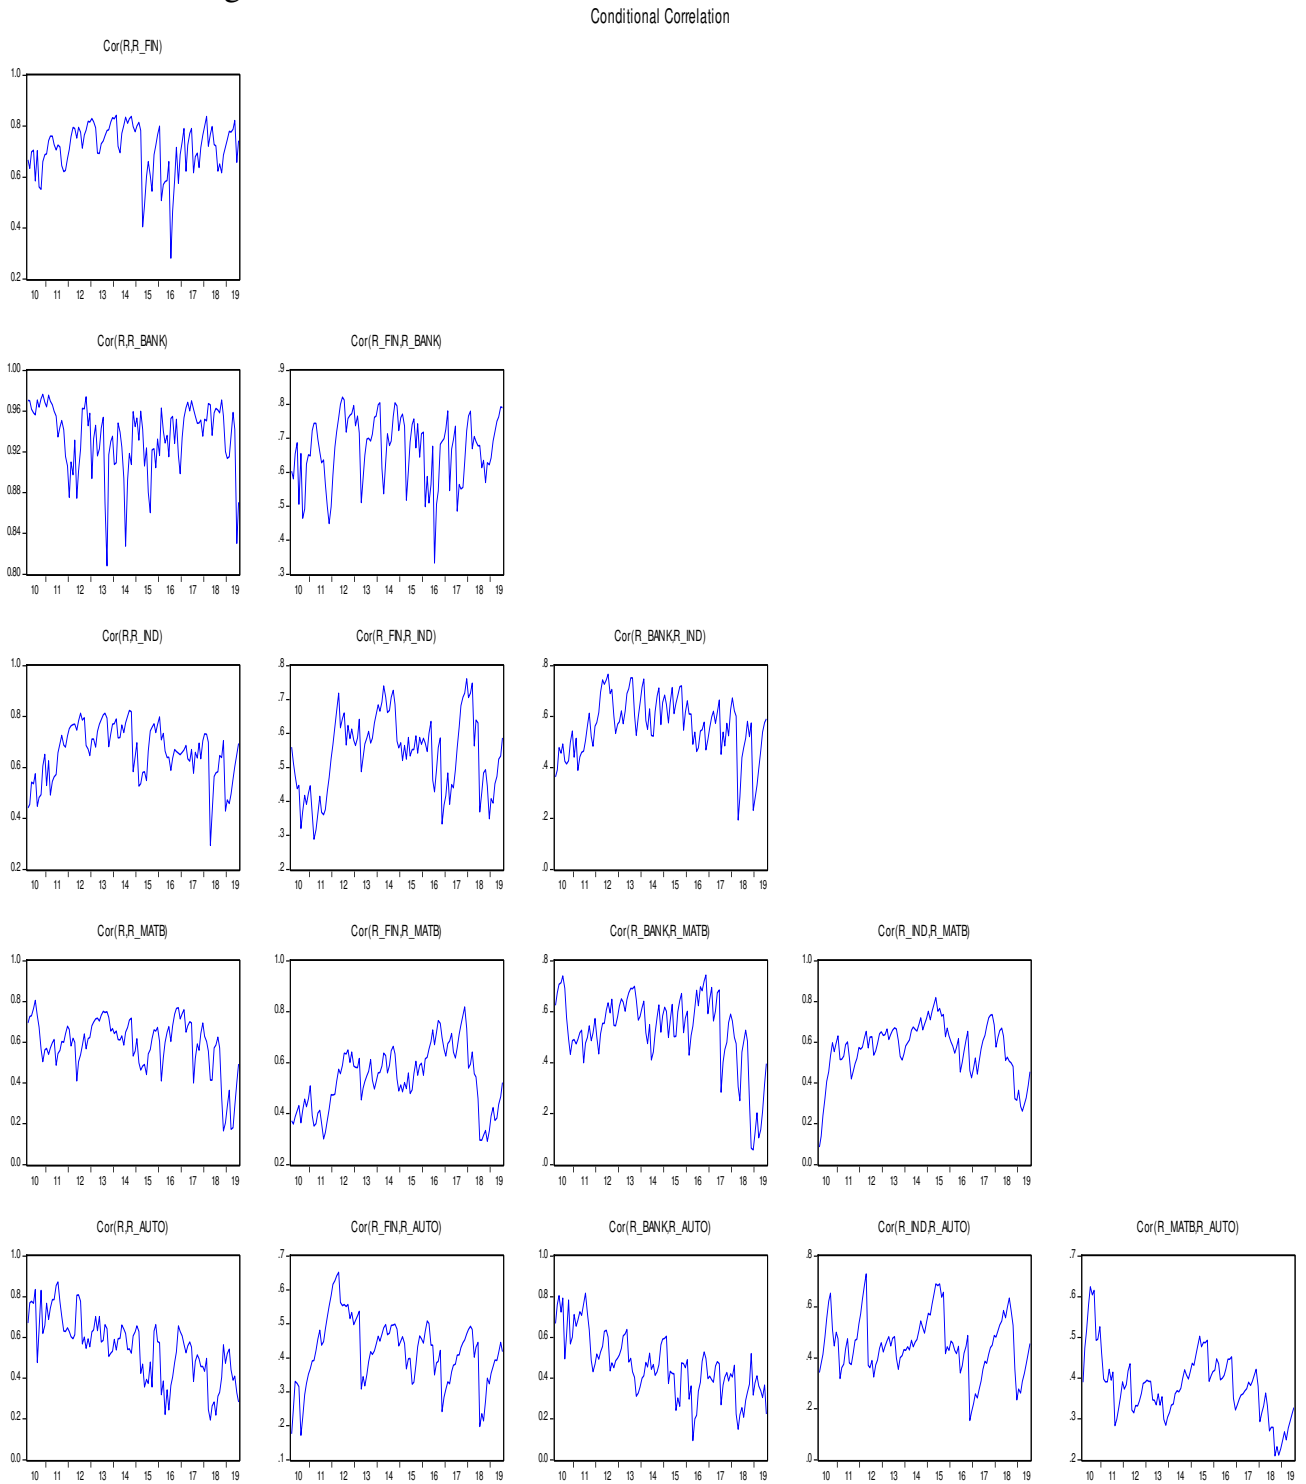 g
Conditional Correlation
Cor(R,R_FIN)
1.0
0.8
0.6
0.4
0.2
10 11 12 13 14 15 16 17 18 19
Cor(R,R_BANK) Cor(R_FIN,R_BANK)
1.00 .9
0.96 .8
0.92 .7
0.88 .6
0.84 .5
0.80 .4
.3
10 11 12 13 14 15 16 17 18 19 10 11 12 13 14 15 16 17 18 19
Cor(R,R_IND) Cor(R_FIN,R_IND) Cor(R_BANK,R_IND)
1.0 .8 .8
0.8 .7 .6
0.6 .6 .4
0.4 .5 .2
0.2 .4 .0
.3
.2
10 11 12 13 14 15 16 17 18 19 10 11 12 13 14 15 16 17 18 19 10 11 12 13 14 15 16 17 18 19
Cor(R,R_MATB) Cor(R_FIN,R_MATB) Cor(R_BANK,R_MATB) Cor(R_IND,R_MATB)
1.0 1.0 .8 1.0
0.8 0.8 .6 0.8
0.6 0.6 .4 0.6
0.4 0.4 .2 0.4
0.2 0.2 .0 0.2
0.0 0.0
10 11 12 13 14 15 16 17 18 19 10 11 12 13 14 15 16 17 18 19 10 11 12 13 14 15 16 17 18 19 10 11 12 13 14 15 16 17 18 19
Cor(R,R_AUTO) Cor(R_FIN,R_AUTO) Cor(R_BANK,R_AUTO) Cor(R_IND,R_AUTO) Cor(R_MATB,R_AUTO)
1.0 .7 1.0 .8 .7
0.8 .6 0.8 .6 .6
0.6 .5 0.6 .4 .5
0.4 .4 0.4 .2 .4
0.2 .3 0.2 .0 .3
0.0 .2 0.0 .2
.1
10 11 12 13 14 15 16 17 18 19 10 11 12 13 14 15 16 17 18 19 10 11 12 13 14 15 16 17 18 19 10 11 12 13 14 15 16 17 18 19 10 11 12 13 14 15 16 17 18 19